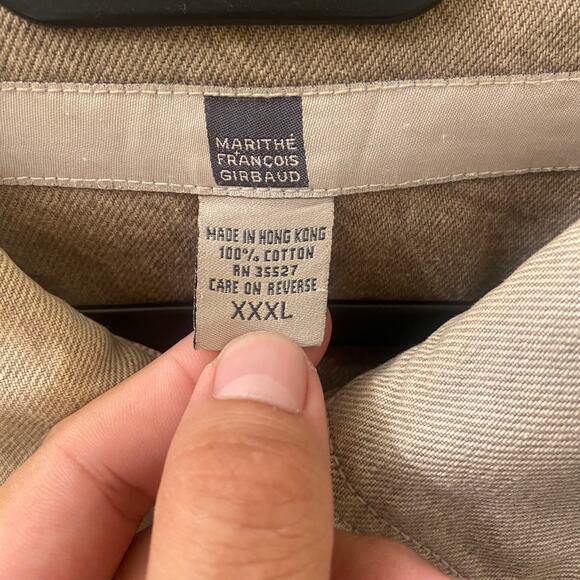 MARITHÉ
+
FRANÇOIS
GIRBAUD
MADE IN HONG KONG
100% COTTON
RN 35527
CARE ON REVERSE
XXXL